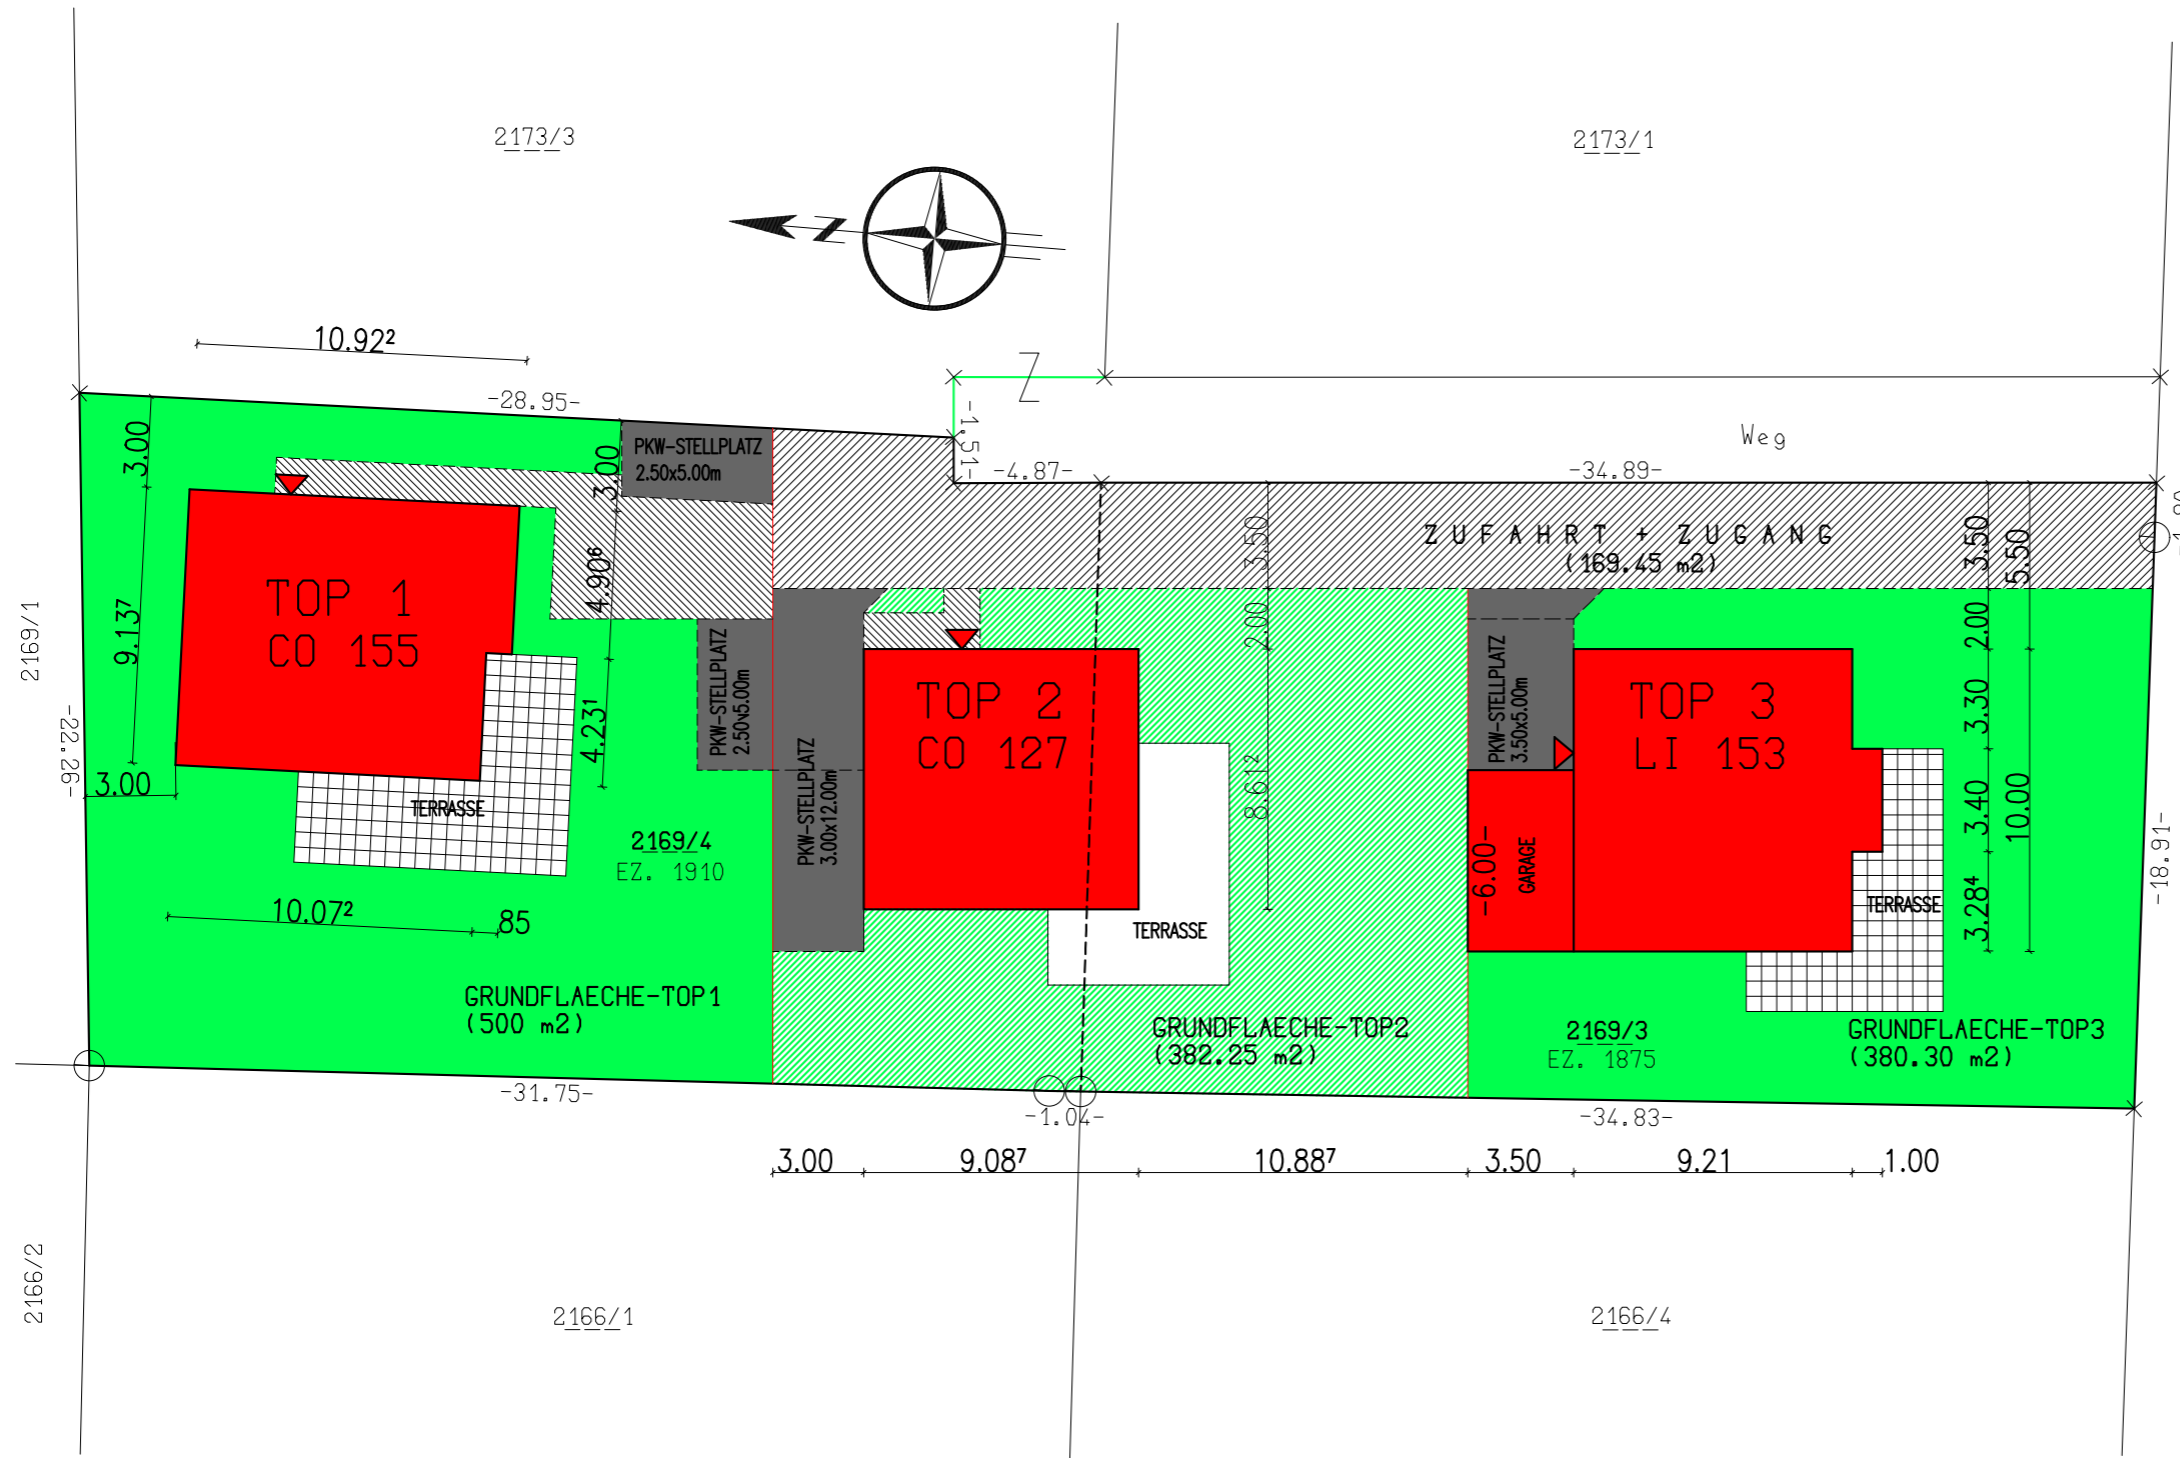 2173/3
2173/1
N
10.92²
-28.95-
Z
-1.51-
-4.87-
-34.89-
Weg
3.00
PKW-STELLPLATZ
2.50x5.00m
3.00
ZUFAHRT + ZUGANG
(169.45 m2)
3.50
3.50
5.50
TOP 1
CO 155
4.90⁶
9.13⁷
2169/1
-22.26-
3.00
4.23¹
TERRASSE
PKW-STELLPLATZ
2.50x5.00m
PKW-STELLPLATZ
3.00x12.00m
2.00
TOP 2
CO 127
8.61²
TERRASSE
PKW-STELLPLATZ
3.50x5.00m
-6.00-
GARAGE
TOP 3
LI 153
2.00
3.30
3.40
10.00
3.28⁴
TERRASSE
-18.91-
2169/4
EZ. 1910
10.07²
85
GRUNDFLAECHE-TOP1
(500 m2)
GRUNDFLAECHE-TOP2
(382.25 m2)
2169/3
EZ. 1875
GRUNDFLAECHE-TOP3
(380.30 m2)
-31.75-
-1.04-
-34.83-
3.00
9.08⁷
10.88⁷
3.50
9.21
1.00
2166/2
2166/1
2166/4